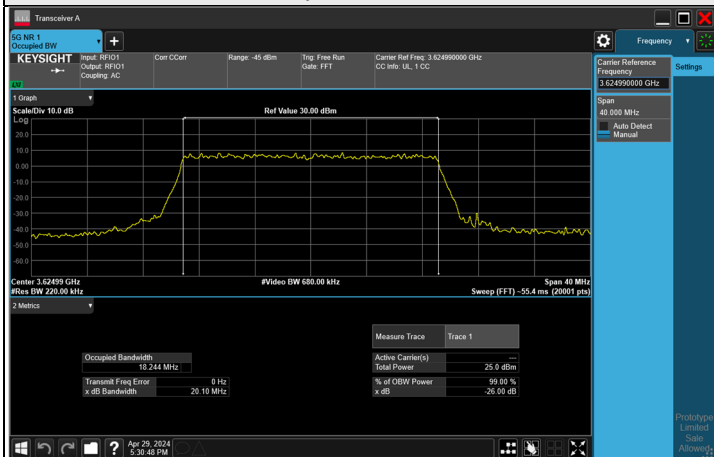 Transceiver A
5G NR 1
Occupied BW
Frequency
KEYSIGHT
Input: RFIO1
Output: RFIO1
Coupling: AC
Corr CCorr
Range: -45 dBm
Trig: Free Run
Gate: FFT
Carrier Ref Freq: 3.624990000 GHz
CC Info: UL, 1 CC
LXI
Carrier Reference
Frequency
3.624990000 GHz
Settings
Span
40.000 MHz
Auto Detect
Manual
1 Graph
Scale/Div 10.0 dB
Ref Value 30.00 dBm
Log
20.0
10.0
0.00
-10.0
-20.0
-30.0
-40.0
-50.0
-60.0
Center 3.62499 GHz
#Video BW 680.00 kHz
Span 40 MHz
#Res BW 220.00 kHz
Sweep (FFT) ~55.4 ms (20001 pts)
2 Metrics
Measure Trace
Trace 1
Occupied Bandwidth
18.244 MHz
Active Carrier(s)
---
Total Power
25.0 dBm
Transmit Freq Error
0 Hz
x dB Bandwidth
20.10 MHz
% of OBW Power
99.00 %
x dB
-26.00 dB
Prototype
Limited
Sale
Allowed
?
Apr 29, 2024
5:30:48 PM